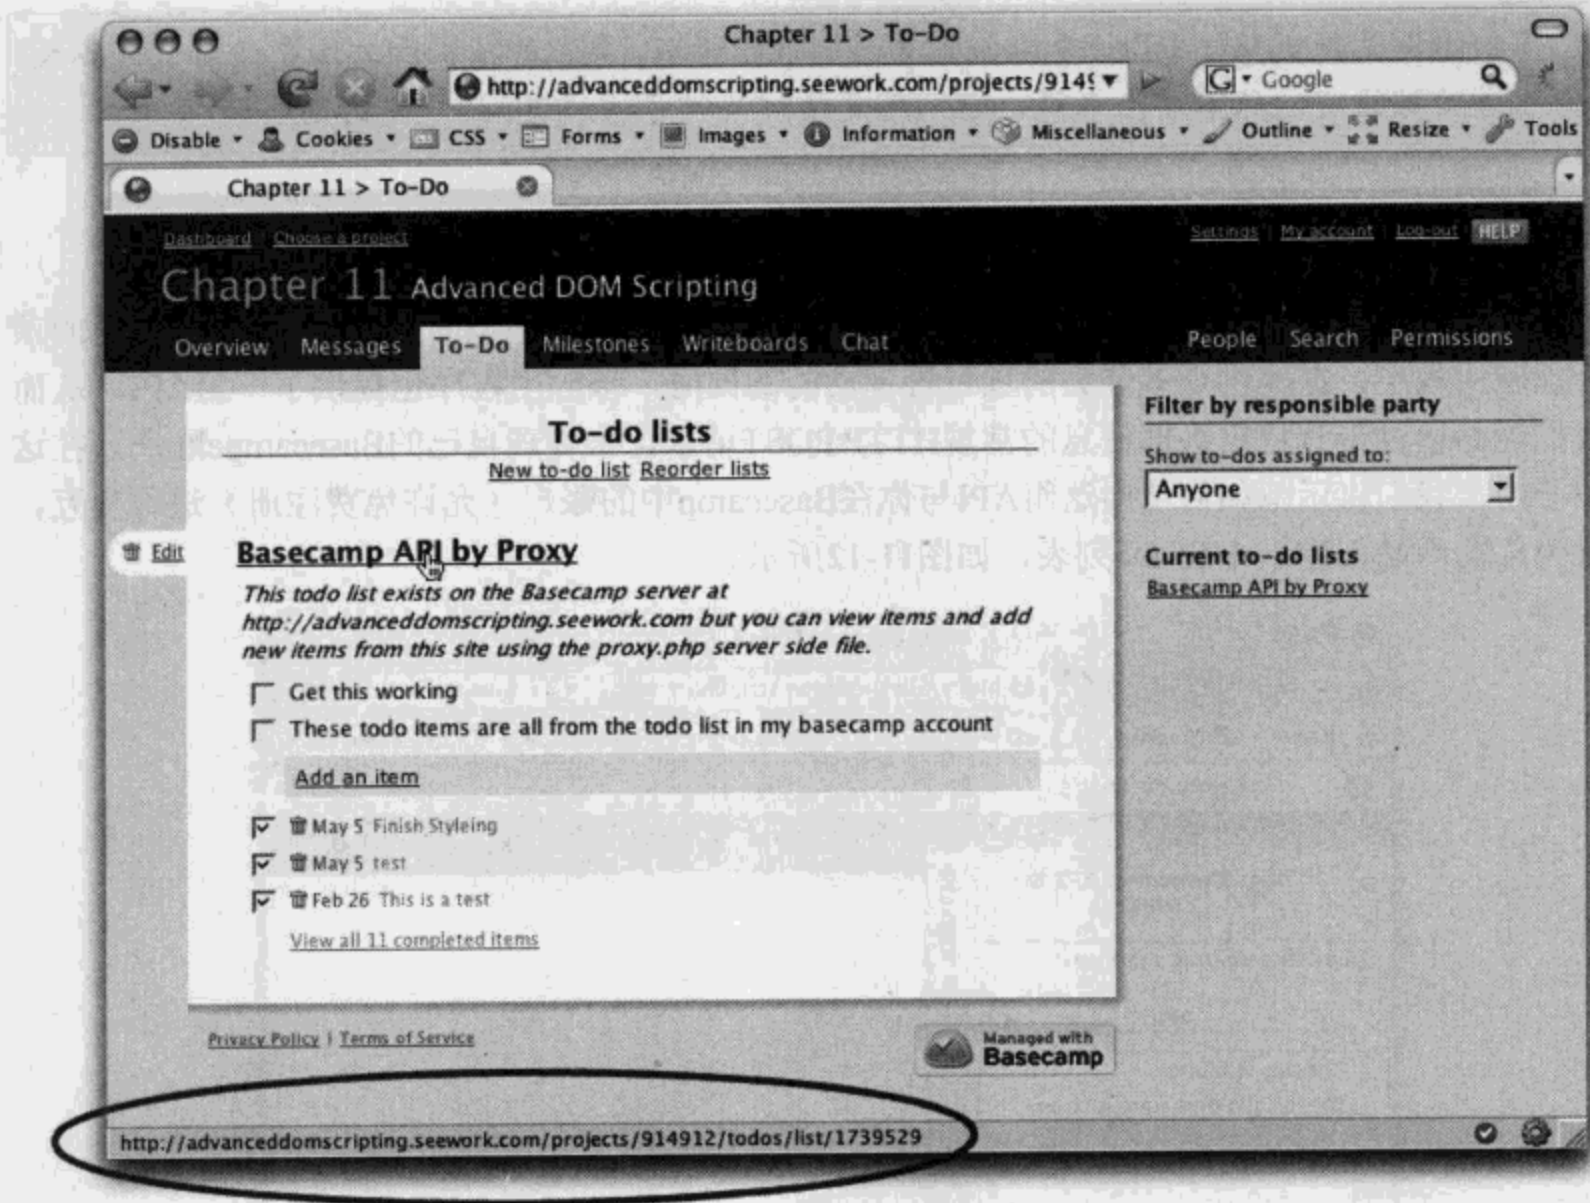 Chapter 11 > To-Do
http://advanceddomscripting.seework.com/projects/9149
Google
Disable Cookies CSS Forms Images Information Miscellaneous Outline Resize Tools
Chapter 11 > To-Do
Dashboard Choose a project
Settings My account Log-out HELP
Chapter 11 Advanced DOM Scripting
Overview Messages To-Do Milestones Writeboards Chat
People Search Permissions
To-do lists
New to-do list Reorder lists
Edit
Basecamp API by Proxy
This todo list exists on the Basecamp server at
http://advanceddomscripting.seework.com but you can view items and add
new items from this site using the proxy.php server side file.
Get this working
These todo items are all from the todo list in my basecamp account
Add an item
May 5 Finish Styleing
May 5 test
Feb 26 This is a test
View all 11 completed items
Filter by responsible party
Show to-dos assigned to:
Anyone
Current to-do lists
Basecamp API by Proxy
Privacy Policy | Terms of Service
Managed with
Basecamp
http://advanceddomscripting.seework.com/projects/914912/todos/list/1739529